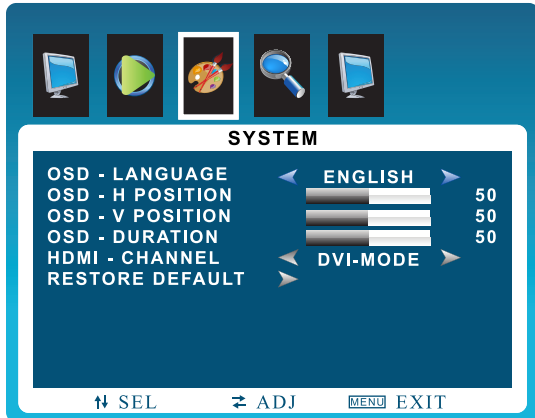 SYSTEM
OSD - LANGUAGE ENGLISH
OSD - H POSITION 50
OSD - V POSITION 50
OSD - DURATION 50
HDMI - CHANNEL DVI-MODE
RESTORE DEFAULT
SEL ADJ MENU EXIT